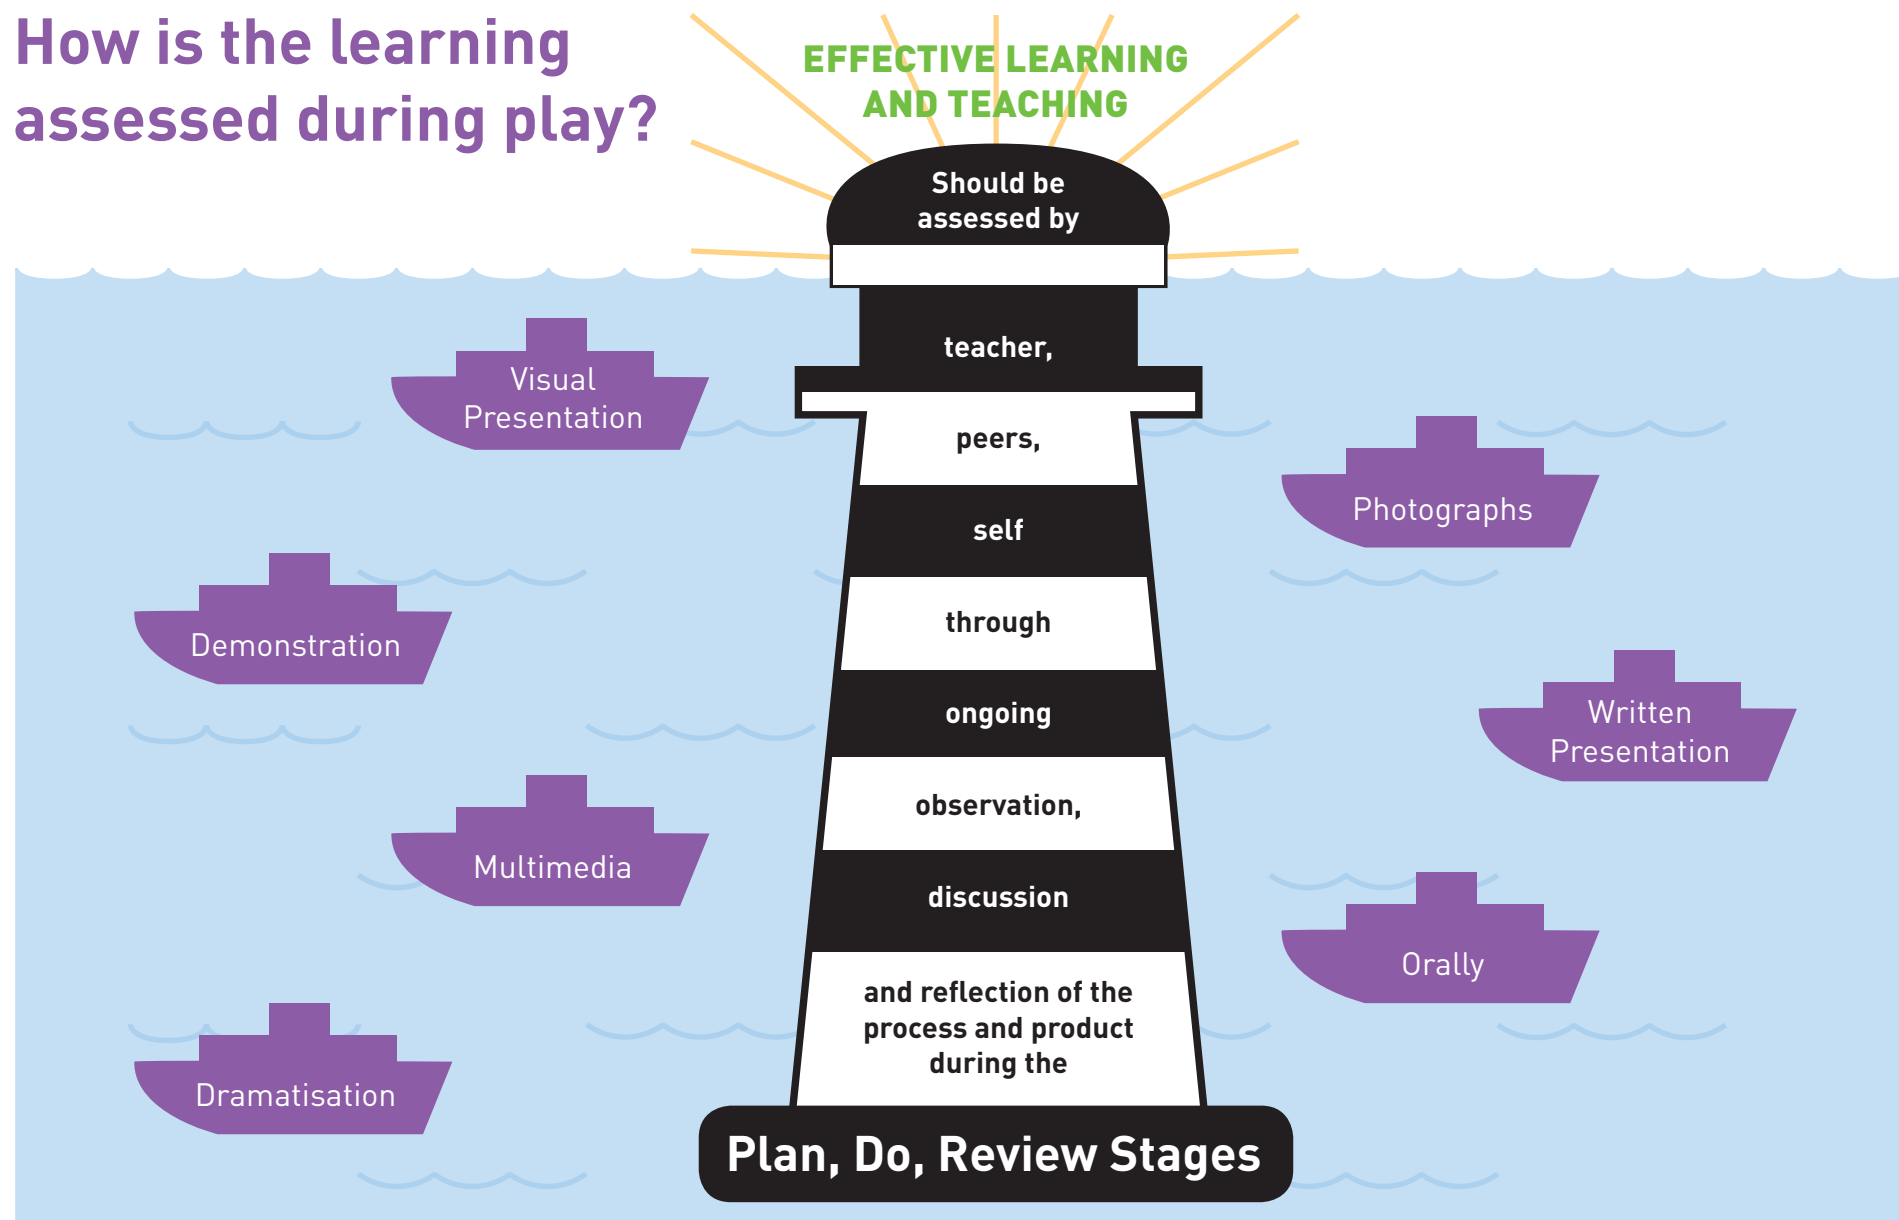 How is the learning
assessed during play?
EFFECTIVE LEARNING
AND TEACHING
Should be
assessed by
teacher,
peers,
self
through
ongoing
observation,
discussion
and reflection of the
process and product
during the
Plan, Do, Review Stages
Visual
Presentation
Demonstration
Multimedia
Dramatisation
Photographs
Written
Presentation
Orally